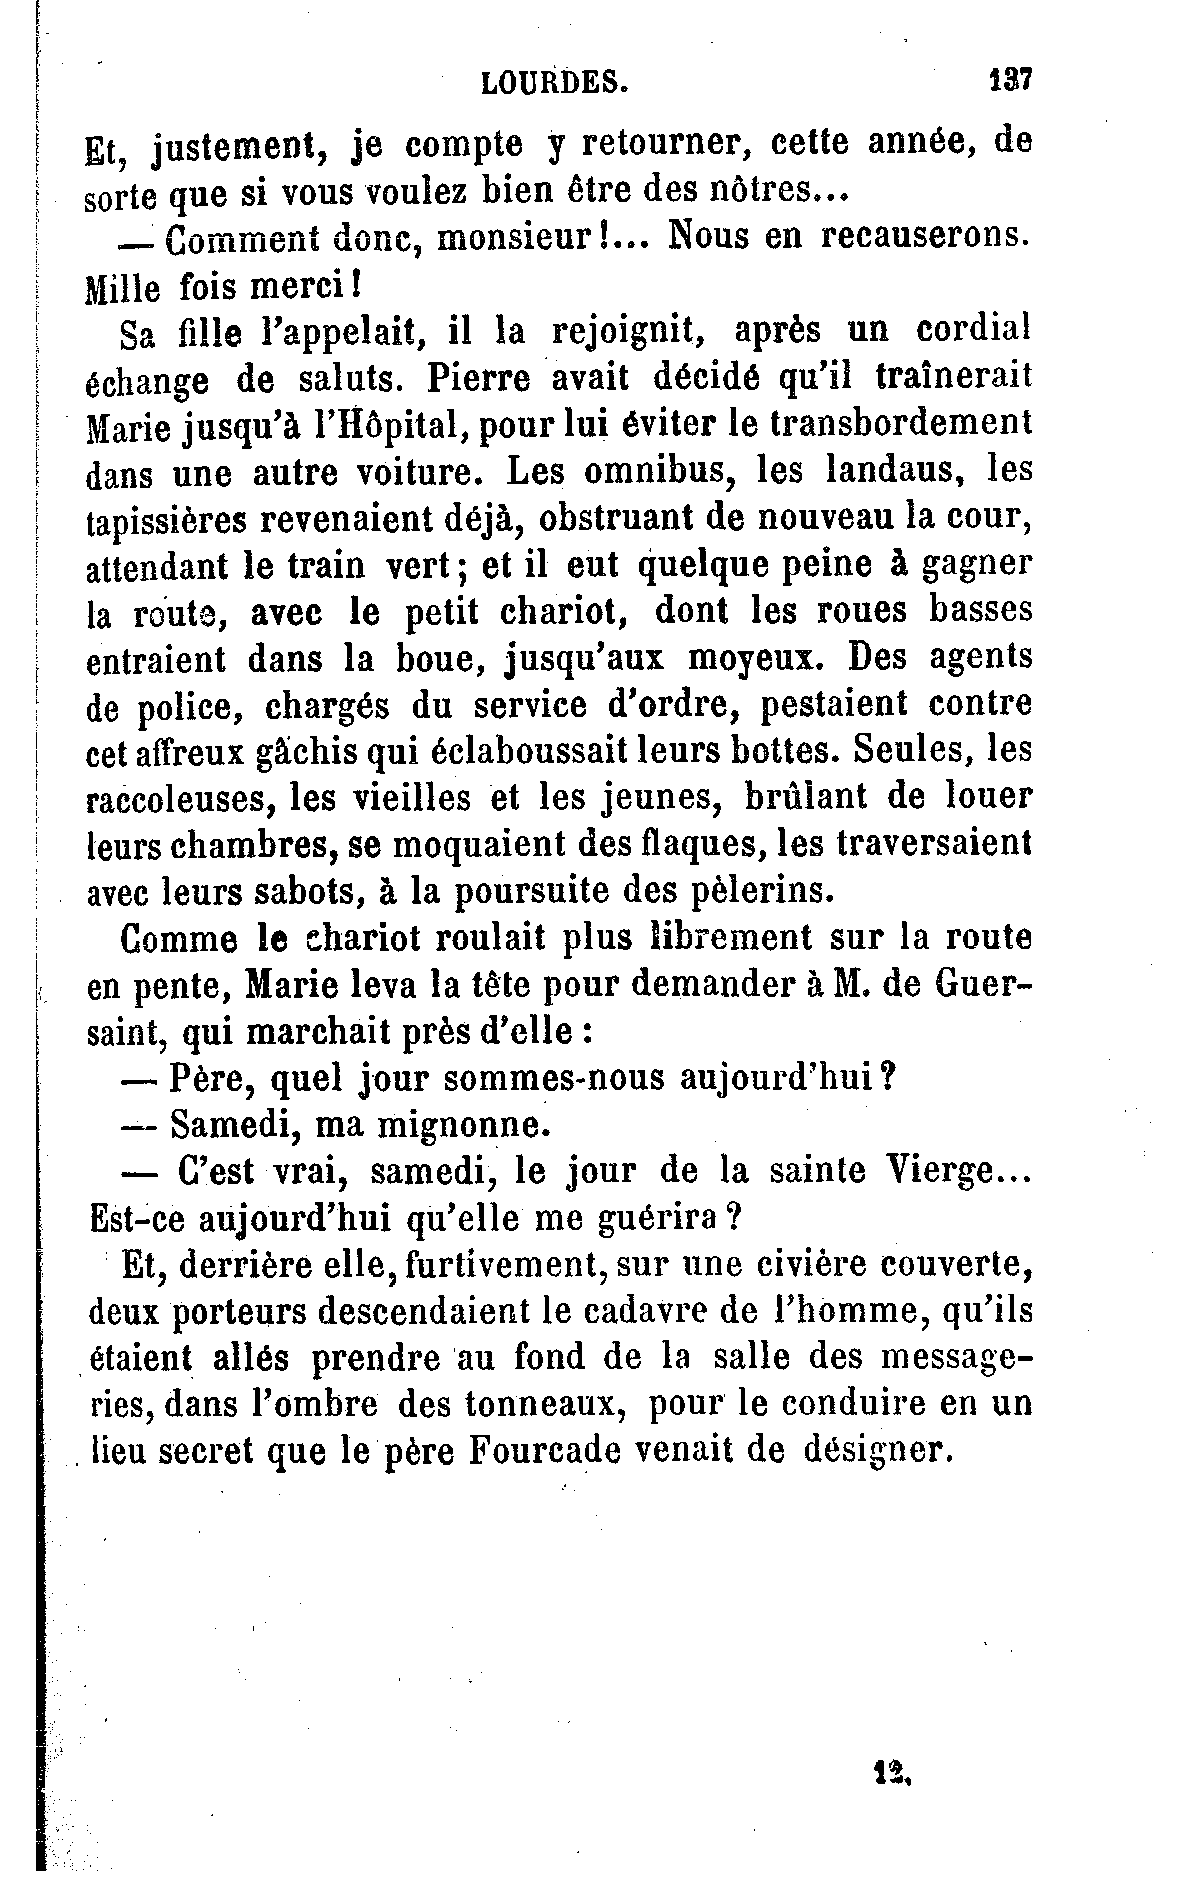 LOURDES. 137
Et, justement, je compte y retourner, cette année, de
sorte que si vous voulez bien être des nôtres...
— Comment donc, monsieur !... Nous en recauserons.
Mille fois merci !
Sa fille l'appelait, il la rejoignit, après un cordial
échange de saluts. Pierre avait décidé qu'il traînerait
Marie jusqu'à l'Hôpital, pour lui éviter le transbordement
dans une autre voiture. Les omnibus, les landaus, les
tapissières revenaient déjà, obstruant de nouveau la cour,
attendant le train vert ; et il eut quelque peine à gagner
la route, avec le petit chariot, dont les roues basses
entraient dans la boue, jusqu'aux moyeux. Des agents
de police, chargés du service d'ordre, pestaient contre
cet affreux gâchis qui éclaboussait leurs bottes. Seules, les
raccoleuses, les vieilles et les jeunes, brûlant de louer
leurs chambres, se moquaient des flaques, les traversaient
avec leurs sabots, à la poursuite des pèlerins.
Comme le chariot roulait plus librement sur la route
en pente, Marie leva la tête pour demander à M. de Guer-
saint, qui marchait près d'elle :
— Père, quel jour sommes-nous aujourd'hui ?
— Samedi, ma mignonne.
— C'est vrai, samedi, le jour de la sainte Vierge...
Est-ce aujourd'hui qu'elle me guérira ?
Et, derrière elle, furtivement, sur une civière couverte,
deux porteurs descendaient le cadavre de l'homme, qu'ils
étaient allés prendre au fond de la salle des message-
ries, dans l'ombre des tonneaux, pour le conduire en un
lieu secret que le père Fourcade venait de désigner.
12.